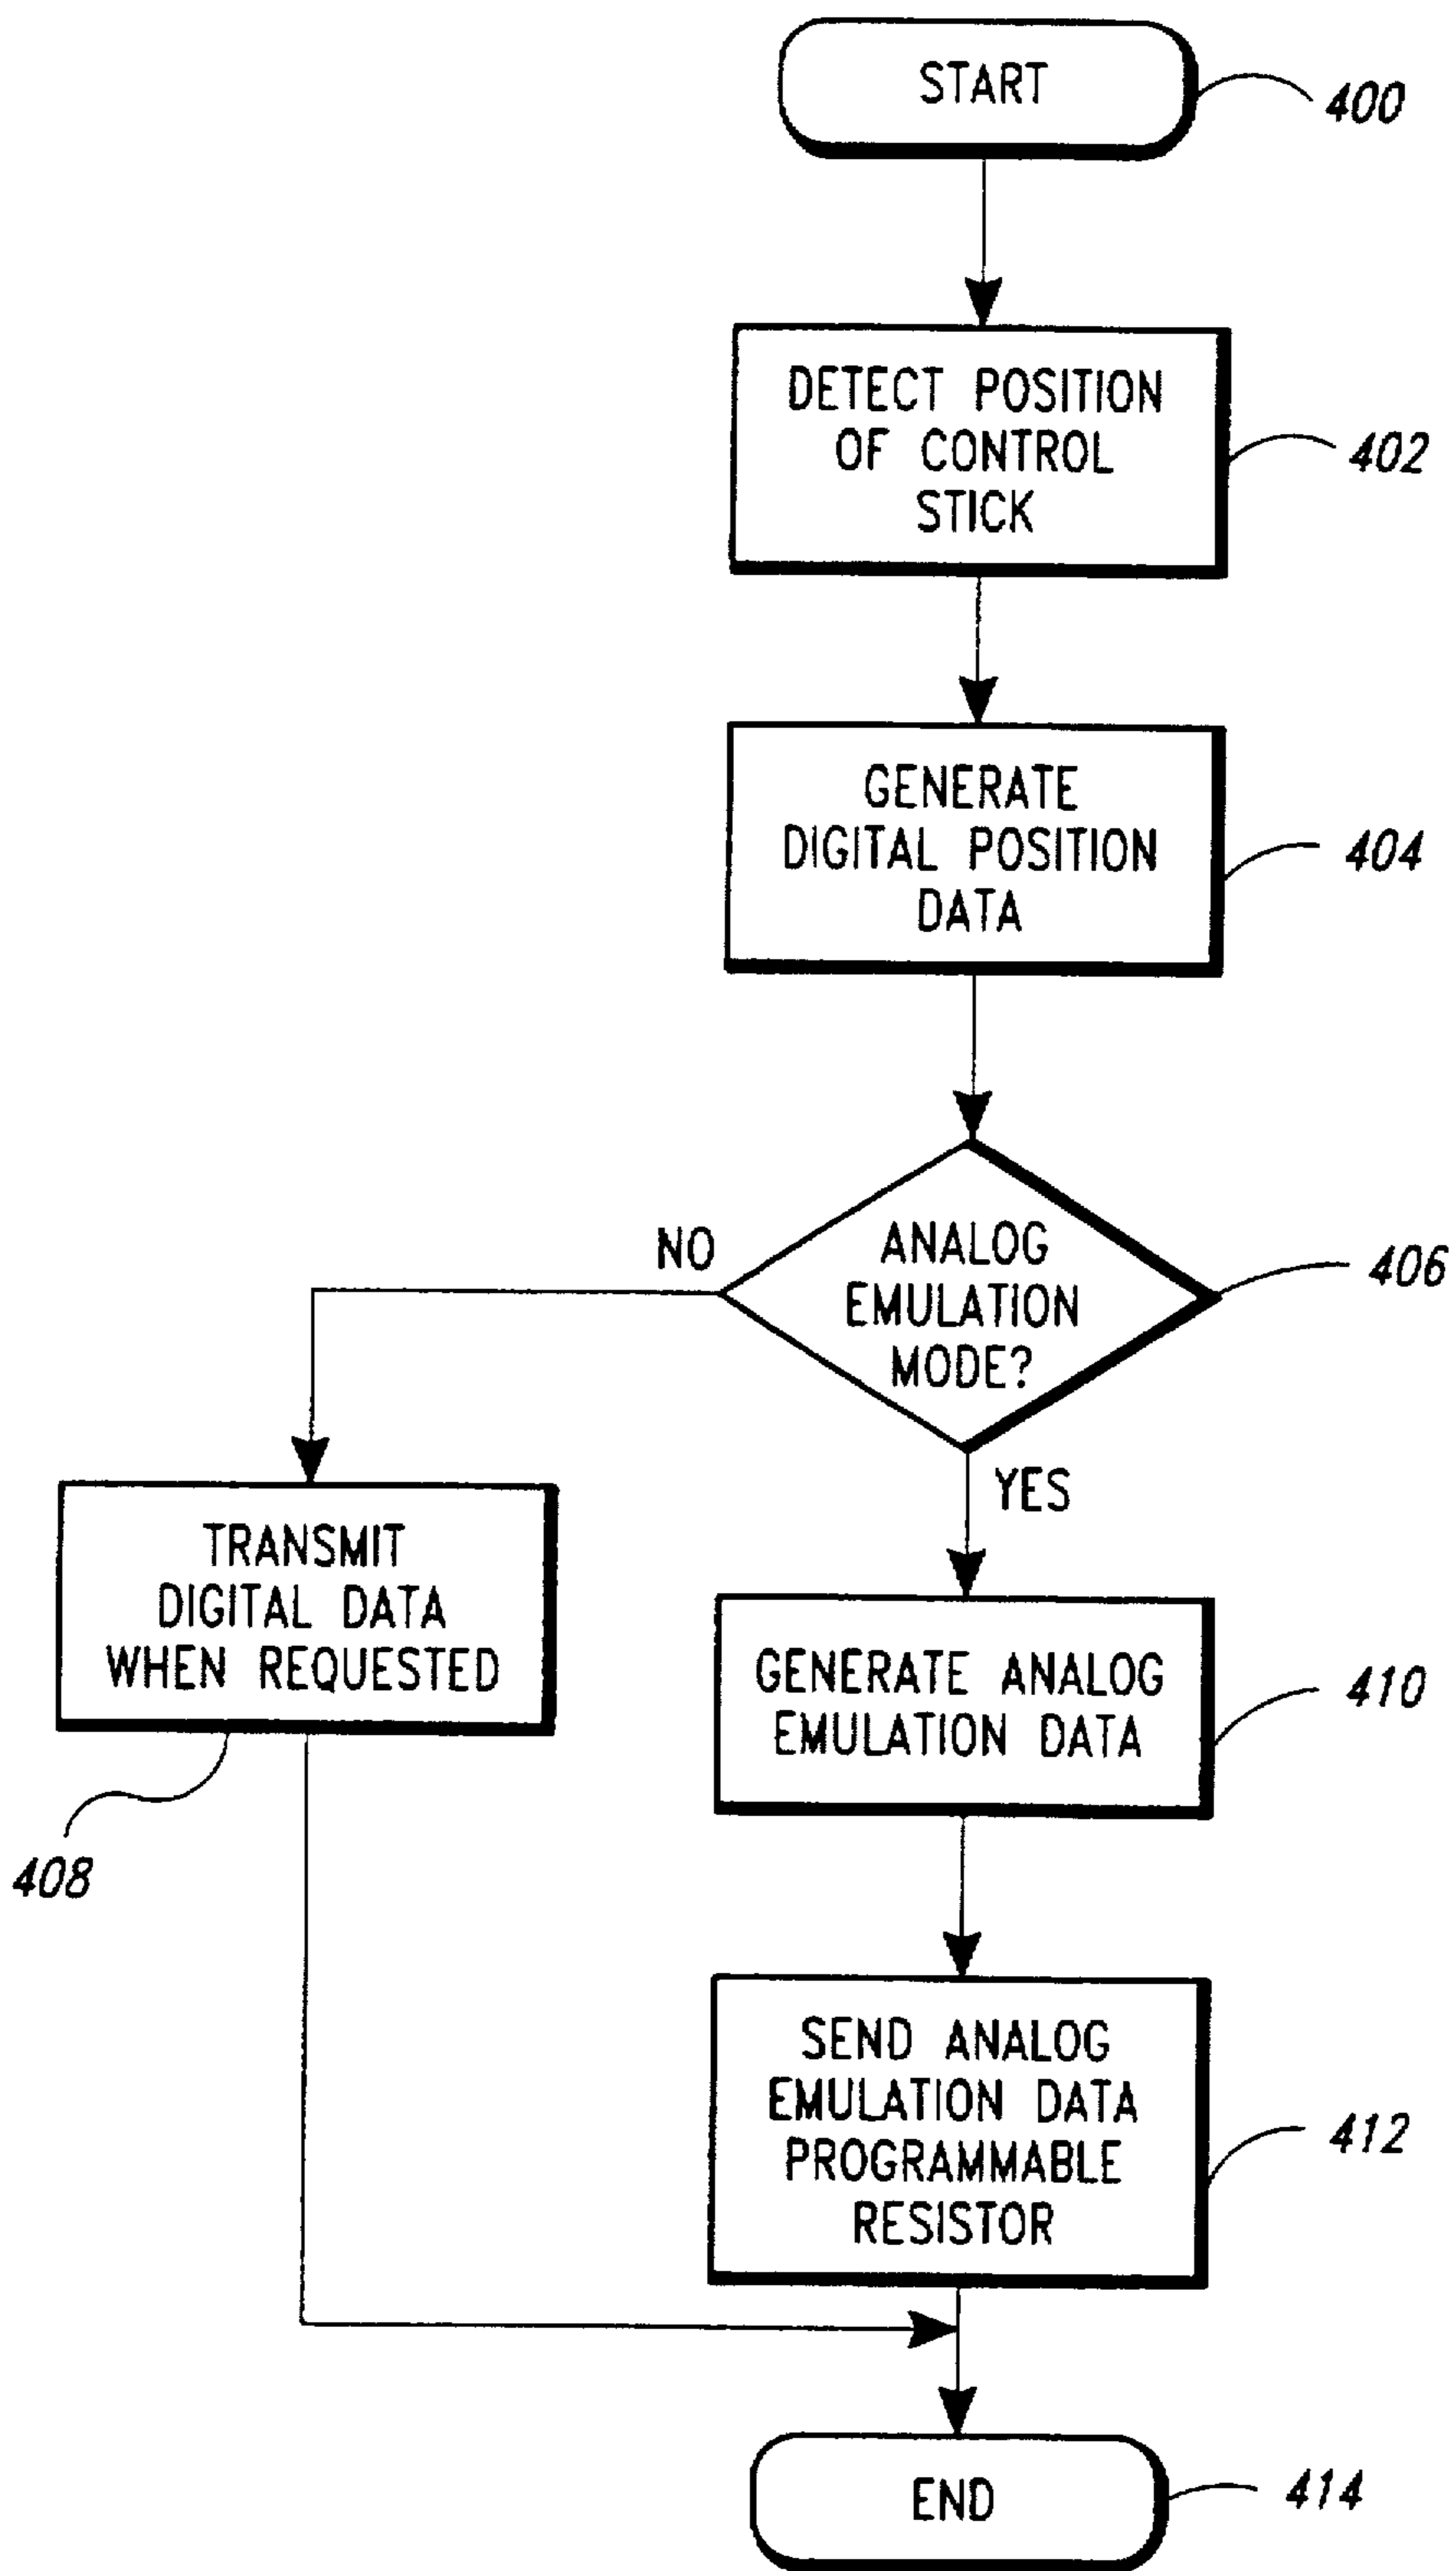 START
400
DETECT POSITION
OF CONTROL
STICK
402
GENERATE
DIGITAL POSITION
DATA
404
ANALOG
EMULATION
MODE?
406
NO
YES
TRANSMIT
DIGITAL DATA
WHEN REQUESTED
408
GENERATE ANALOG
EMULATION DATA
410
SEND ANALOG
EMULATION DATA
PROGRAMMABLE
RESISTOR
412
END
414